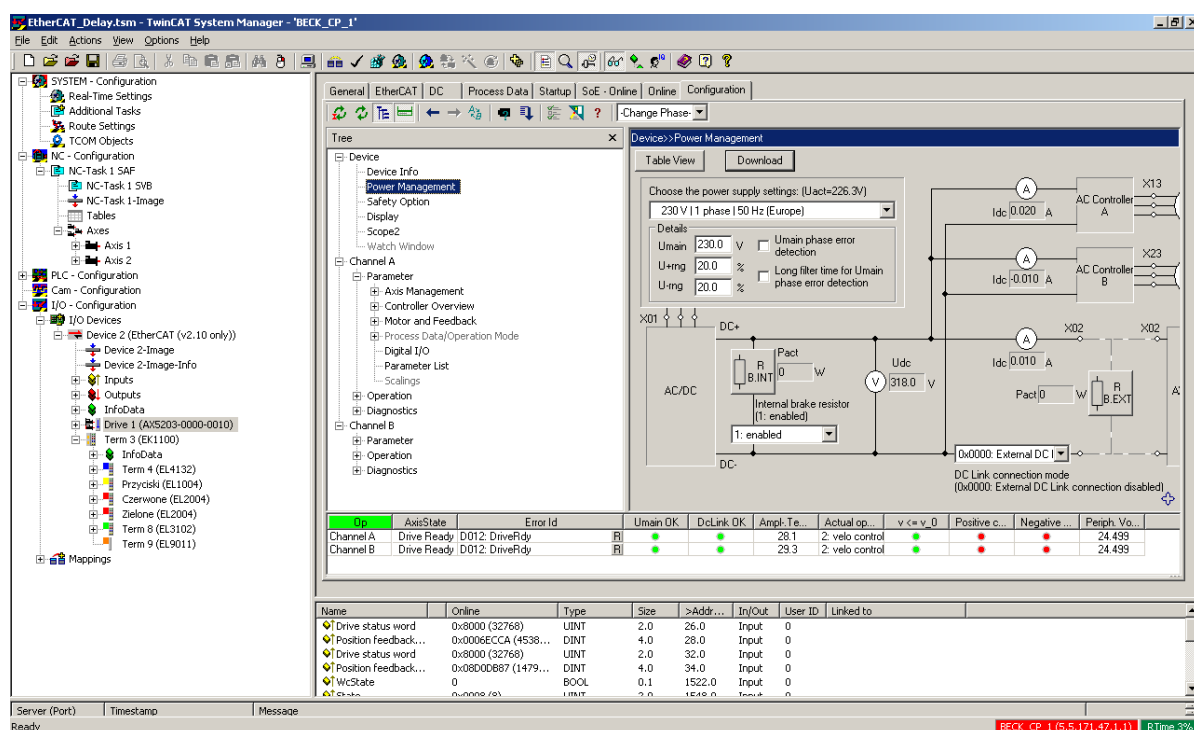 EtherCAT_Delay.tsm - TwinCAT System Manager - 'BECK_CP_1'
File Edit Actions View Options Help
SYSTEM - Configuration
Real-Time Settings
Additional Tasks
Route Settings
TCOM Objects
NC - Configuration
NC-Task 1 SAF
NC-Task 1 SVB
NC-Task 1-Image
Tables
Axes
Axis 1
Axis 2
PLC - Configuration
Cam - Configuration
I/O - Configuration
I/O Devices
Device 2 (EtherCAT (v2.10 only))
Device 2-Image
Device 2-Image-Info
Inputs
Outputs
InfoData
Drive 1 (AX5203-0000-0010)
Term 3 (EK1100)
InfoData
Term 4 (EL4132)
Przyciski (EL1004)
Czerwone (EL2004)
Zielone (EL2004)
Term 8 (EL3102)
Term 9 (EL9011)
Mappings
General EtherCAT DC Process Data Startup SoE - Online Online Configuration
-Change Phase-
Tree
Device
Device Info
Power Management
Safety Option
Display
Scope2
Watch Window
Channel A
Parameter
Axis Management
Controller Overview
Motor and Feedback
Process Data/Operation Mode
Digital I/O
Parameter List
Scalings
Operation
Diagnostics
Channel B
Parameter
Operation
Diagnostics
Device>>Power Management
Table View Download
Choose the power supply settings: (Uact=226.3V)
230 V | 1 phase | 50 Hz (Europe)
Details
Umain 230.0 V Umain phase error detection
U+rng 20.0 % Long filter time for Umain phase error detection
U-rng 20.0 %
A AC Controller A X13
Idc 0.020 A
A AC Controller B X23
Idc -0.010 A
X01 DC+ A X02 X02
Idc 0.010 A
AC/DC R B.INT Pact 0 W
Udc V 318.0 V
Pact 0 W R B.EXT
Internal brake resistor
(1: enabled)
1: enabled
DC-
0x0000: External DC l
DC Link connection mode
(0x0000: External DC Link connection disabled)
Op AxisState Error Id Umain OK DcLink OK Ampl-.Te... Actual op... v <= v_0 Positive c... Negative ... Periph. Vo...
Channel A Drive Ready D012: DriveRdy R 28.1 2: velo control 24.499
Channel B Drive Ready D012: DriveRdy R 29.3 2: velo control 24.499
Name Online Type Size >Addr... In/Out User ID Linked to
Drive status word 0x8000 (32768) UINT 2.0 26.0 Input 0
Position feedback... 0x0006ECCA (4538... DINT 4.0 28.0 Input 0
Drive status word 0x8000 (32768) UINT 2.0 32.0 Input 0
Position feedback... 0x08D0DB87 (1479... DINT 4.0 34.0 Input 0
WcState 0 BOOL 0.1 1522.0 Input 0
State 0x0008 (8) UINT 2.0 1548.0 Input 0
Server (Port) Timestamp Message
Ready BECK_CP_1 (5.5.171.47.1.1) RTime 3%